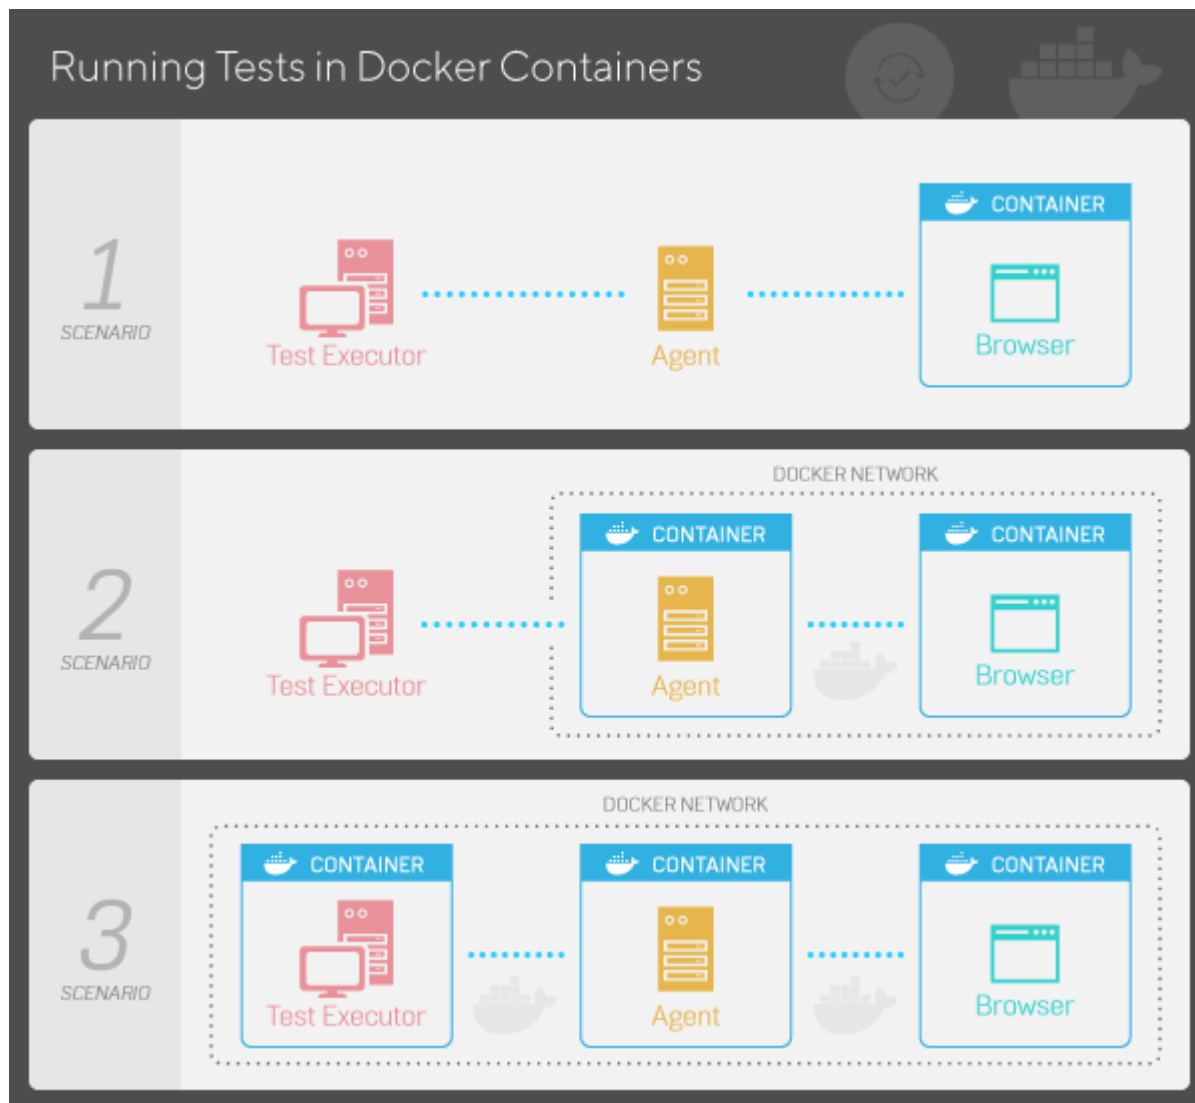 Running Tests in Docker Containers
1
SCENARIO
Test Executor
Agent
CONTAINER
Browser
2
SCENARIO
DOCKER NETWORK
Test Executor
CONTAINER
Agent
CONTAINER
Browser
3
SCENARIO
DOCKER NETWORK
CONTAINER
Test Executor
CONTAINER
Agent
CONTAINER
Browser